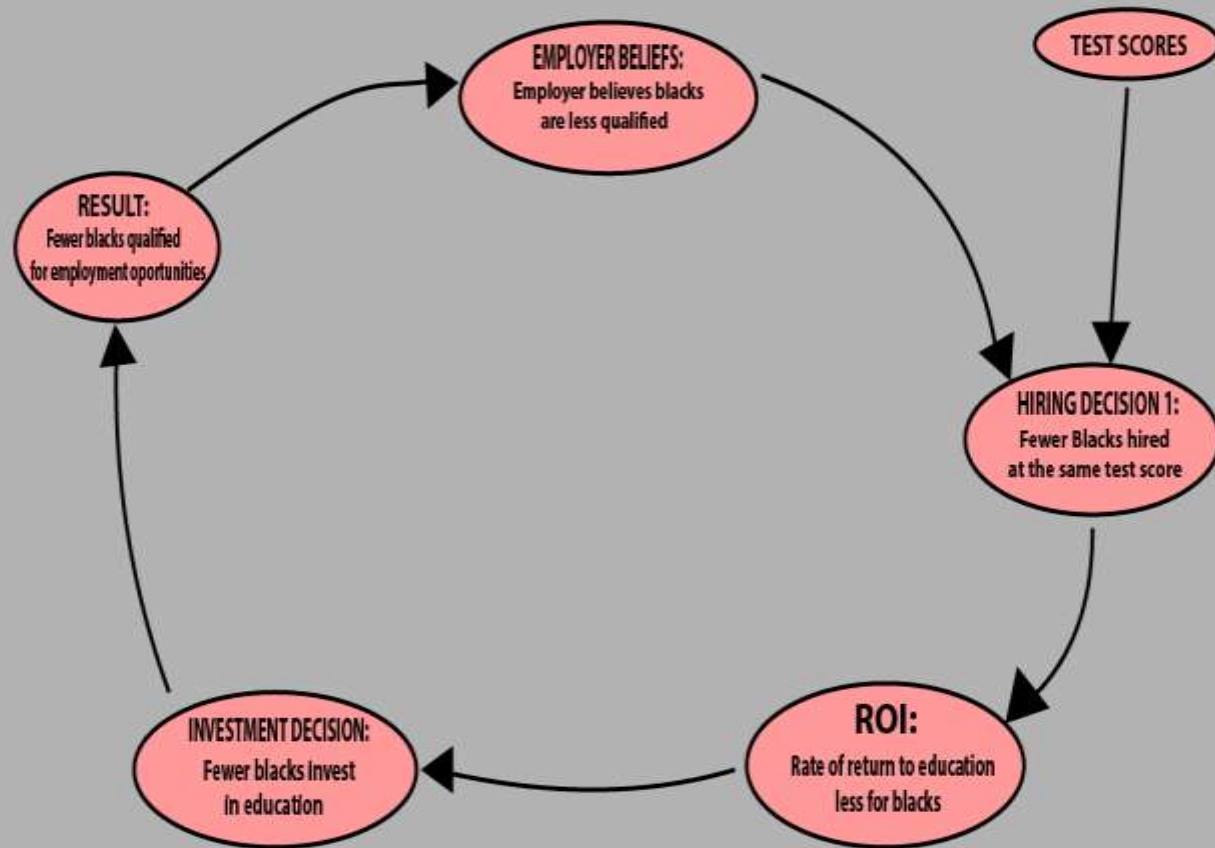 EMPLOYER BELIEFS:
Employer believes blacks
are less qualified
TEST SCORES
HIRING DECISION 1:
Fewer Blacks hired
at the same test score
ROI:
Rate of return to education
less for blacks
INVESTMENT DECISION:
Fewer blacks invest
in education
RESULT:
Fewer blacks qualified
for employment oportunities